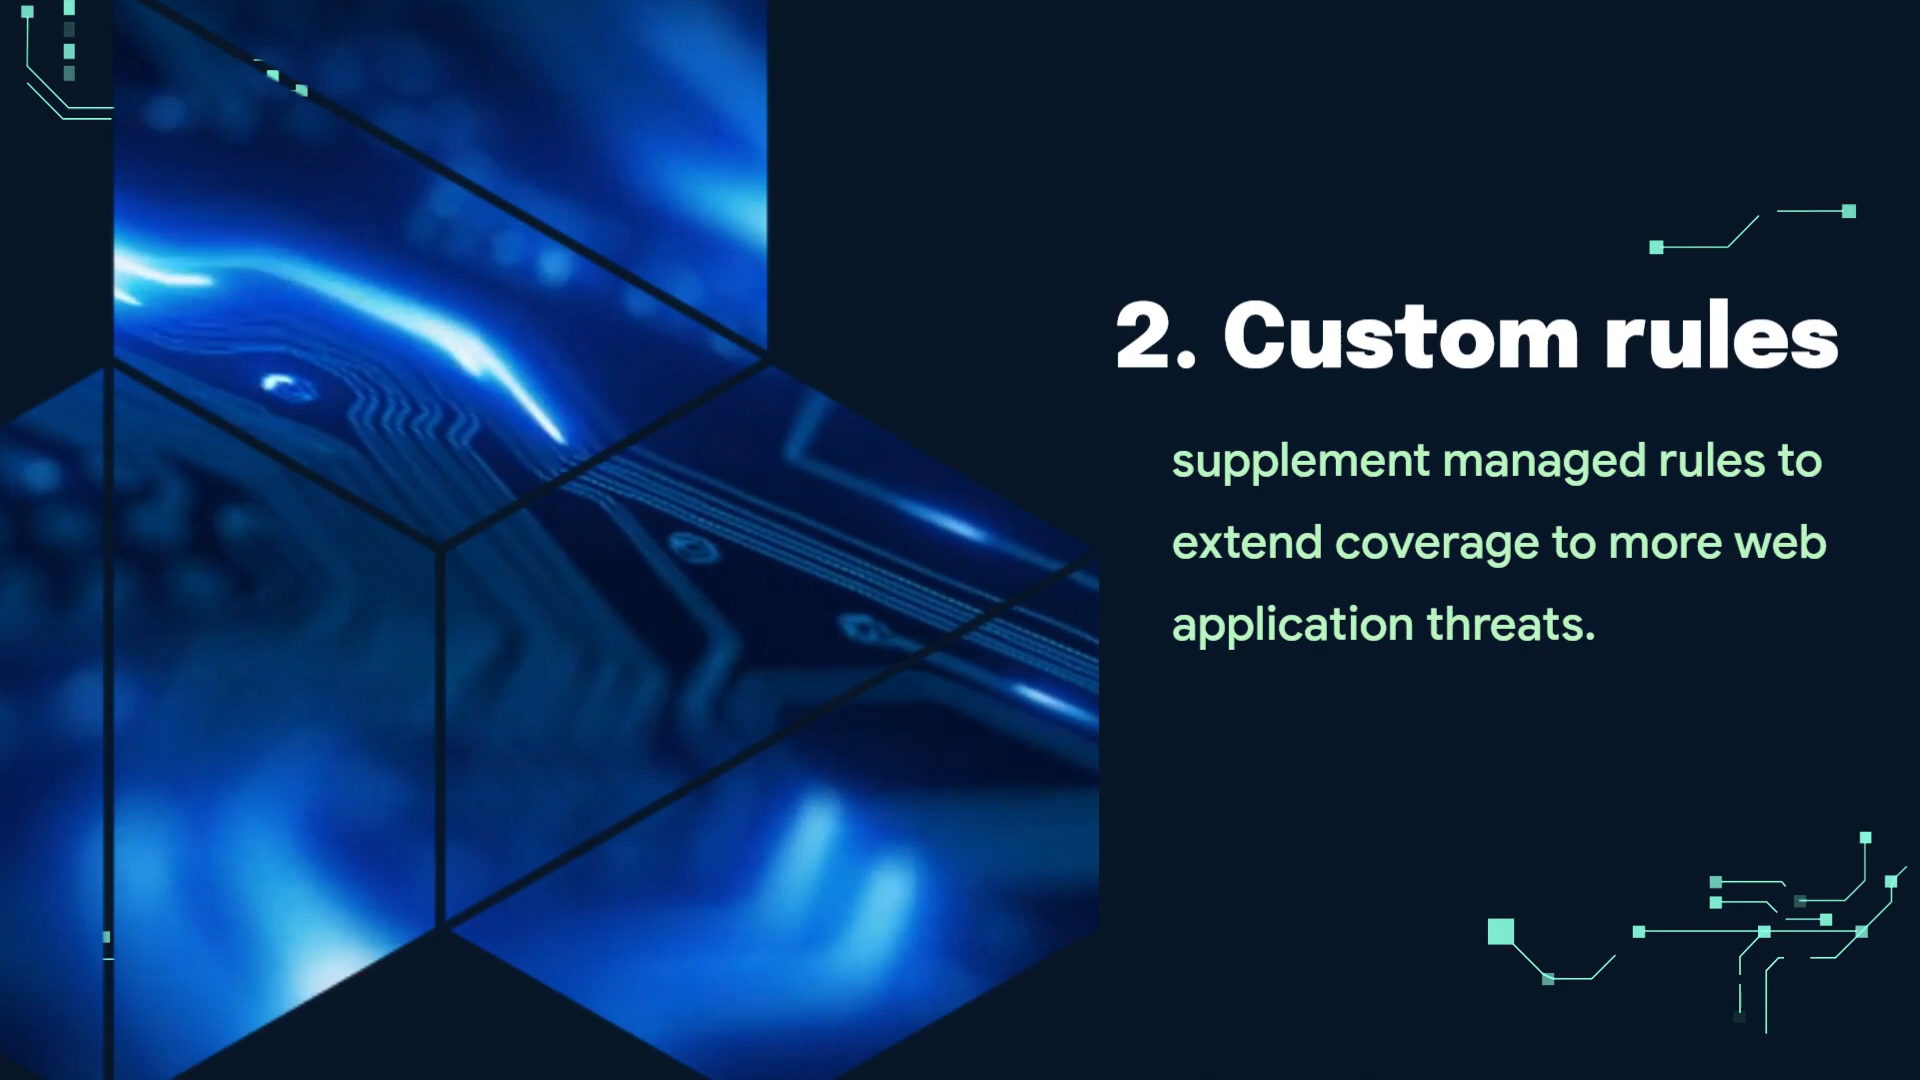 2. Custom rules
supplement managed rules to
extend coverage to more web
application threats.